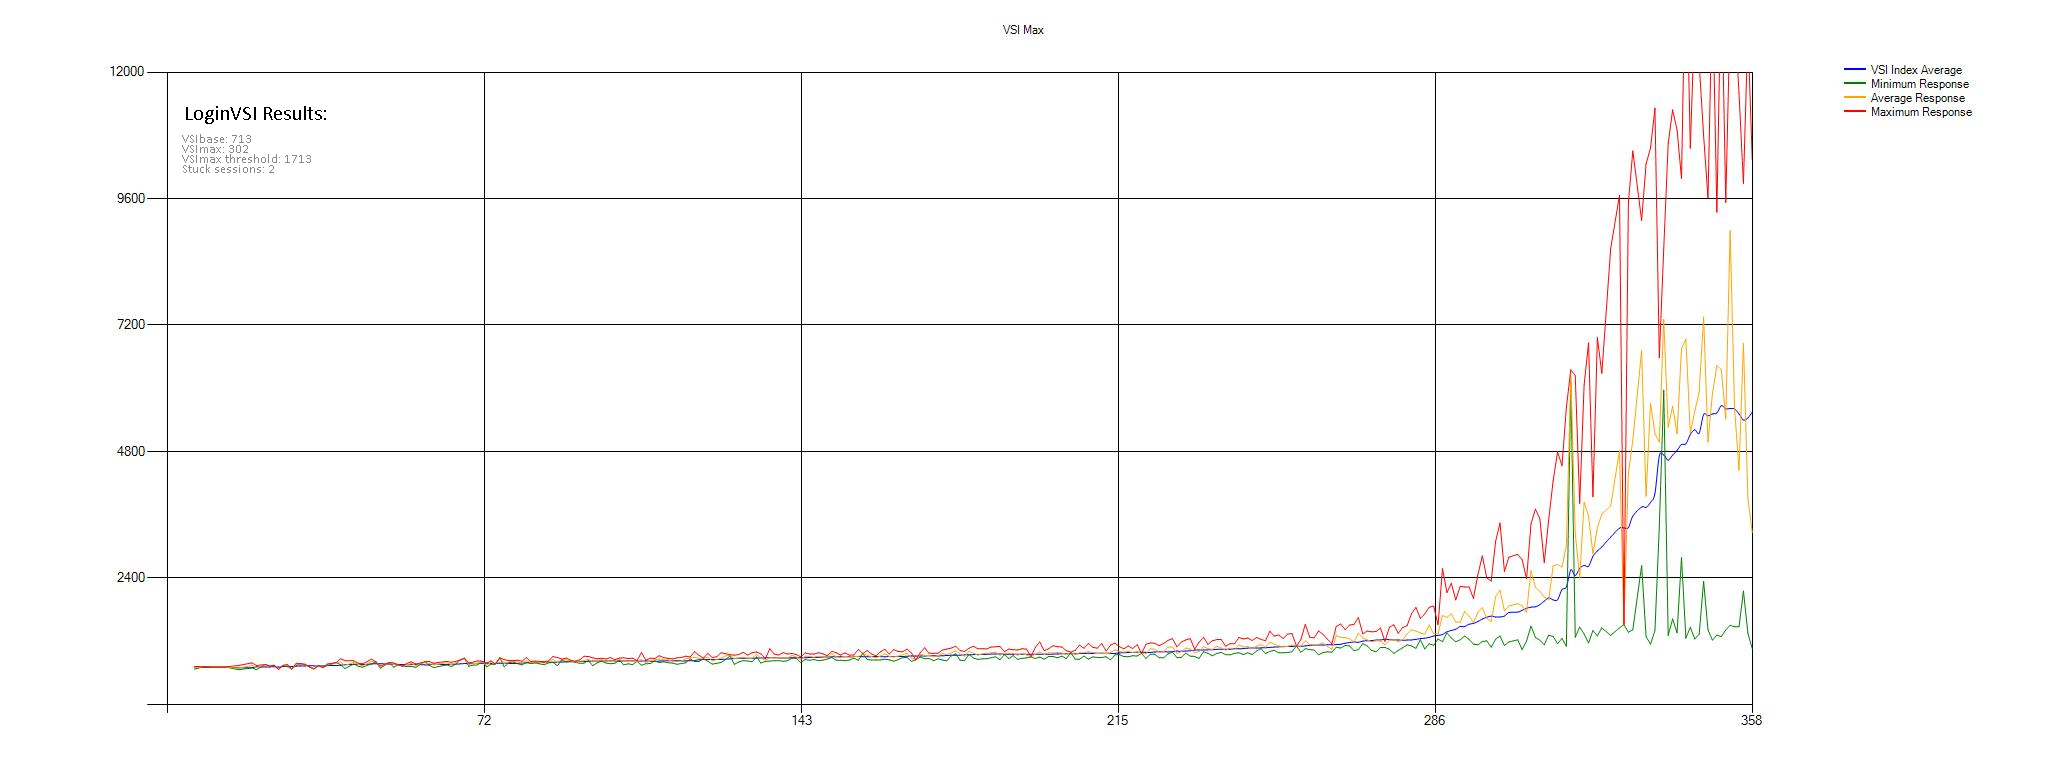 VSI Max
12000
9600
7200
4800
2400
LoginVSI Results:
VSIbase: 713
VSImax: 302
VSImax threshold: 1713
Stuck sessions: 2
VSI Index Average
Minimum Response
Average Response
Maximum Response
72
143
215
286
358